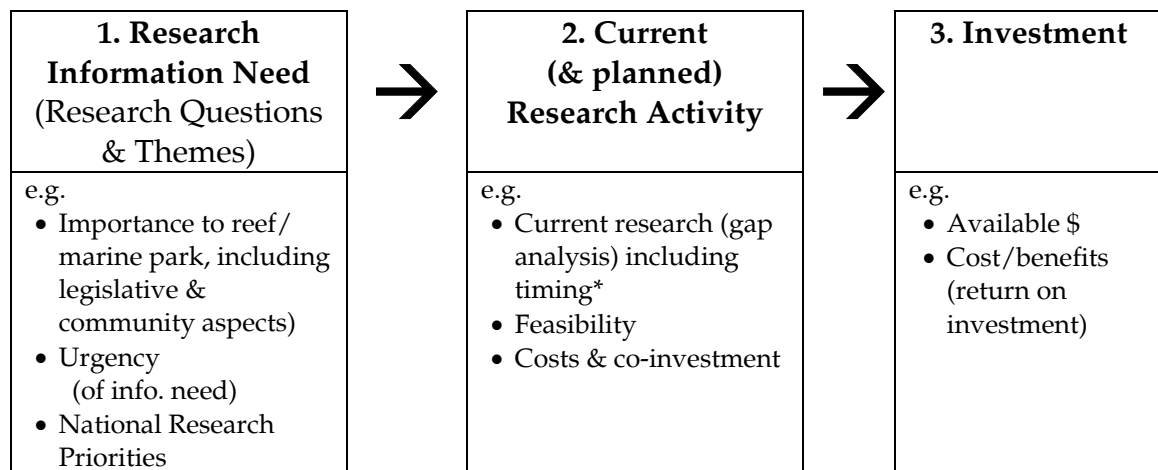 1. Research
Information Need
(Research Questions
& Themes)
e.g.
• Importance to reef/
marine park, including
legislative &
community aspects)
• Urgency
(of info. need)
• National Research
Priorities
2. Current
(& planned)
Research Activity
e.g.
• Current research (gap
analysis) including
timing*
• Feasibility
• Costs & co-investment
3. Investment
e.g.
• Available $
• Cost/benefits
(return on
investment)